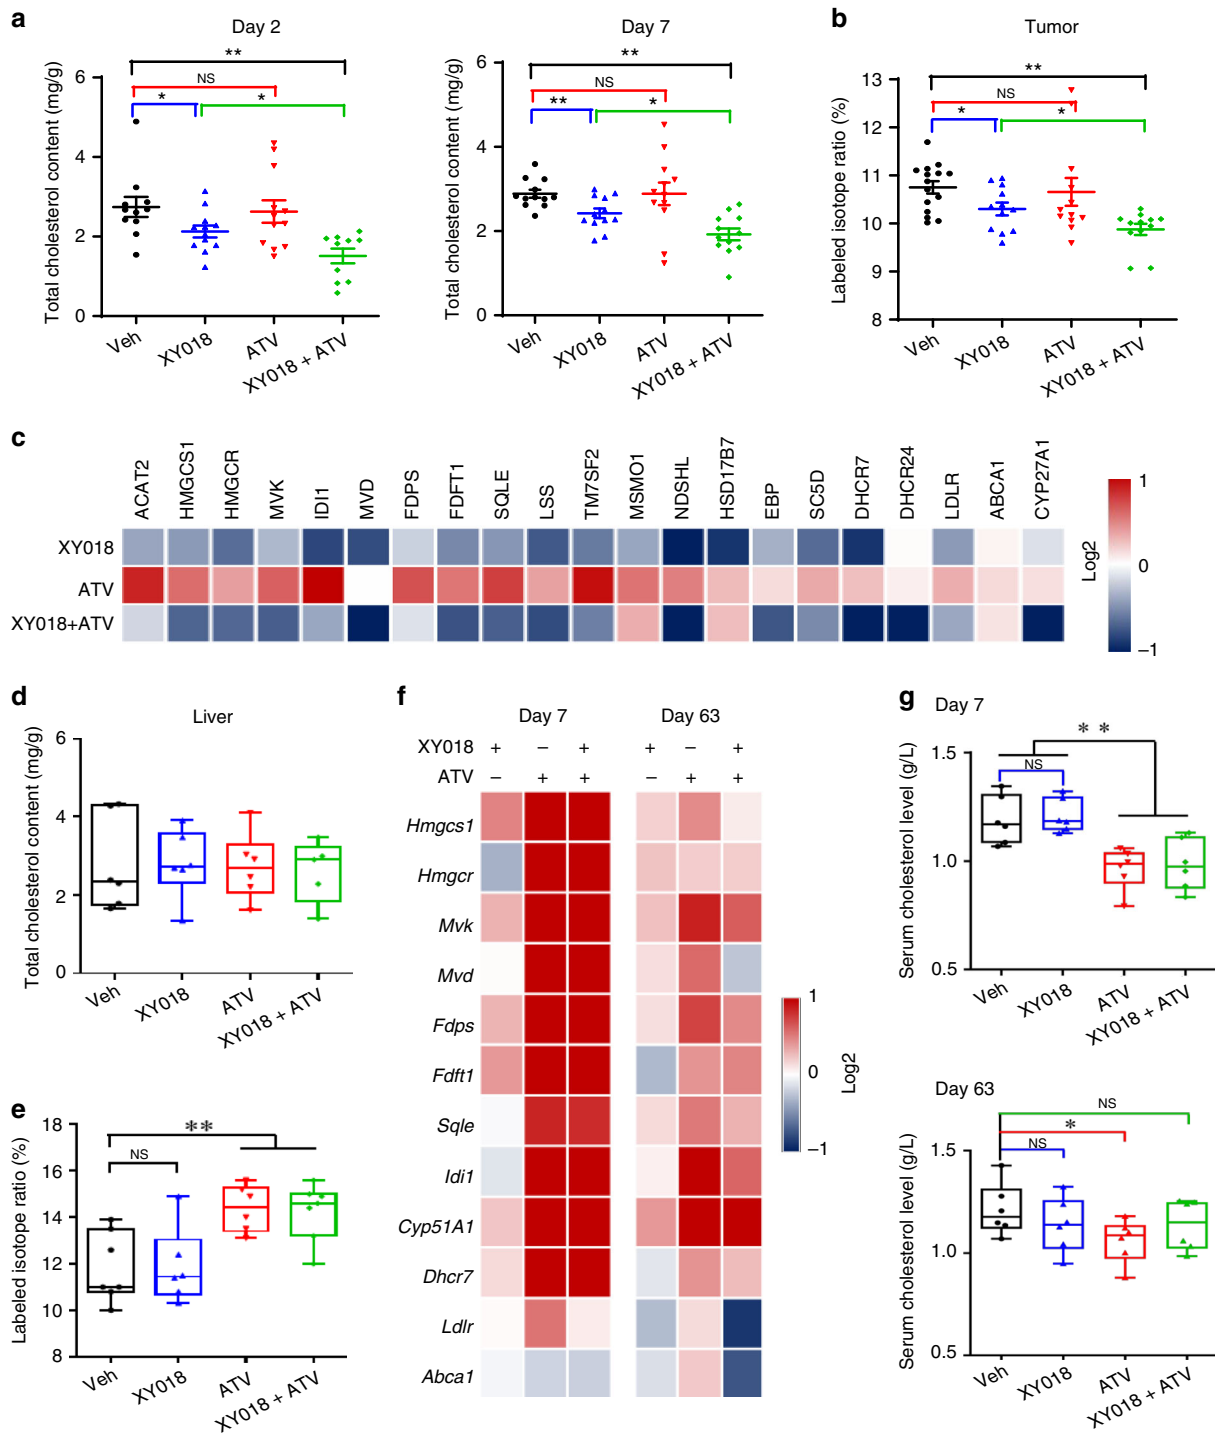 a
Day 2
Total cholesterol content (mg/g)
6
4
2
0
**
NS
*
*
Veh
XY018
ATV
XY018 + ATV
Day 7
Total cholesterol content (mg/g)
6
4
2
0
**
NS
**
*
Veh
XY018
ATV
XY018 + ATV
b
Tumor
Labeled isotope ratio (%)
13
12
11
10
9
8
**
NS
*
*
Veh
XY018
ATV
XY018 + ATV
c
ACAT2
HMGCS1
HMGCR
MVK
IDI1
MVD
FDPS
FDFT1
SQLE
LSS
TM7SF2
MSMO1
NDSHL
HSD17B7
EBP
SC5D
DHCR7
DHCR24
LDLR
ABCA1
CYP27A1
XY018
ATV
XY018+ATV
Log2
1
0
−1
d
Liver
Total cholesterol content (mg/g)
6
4
2
0
Veh
XY018
ATV
XY018 + ATV
e
Labeled isotope ratio (%)
18
16
14
12
10
8
**
NS
Veh
XY018
ATV
XY018 + ATV
f
Day 7 Day 63
XY018 + − + + − +
ATV − + + − + +
Hmgcs1
Hmgcr
Mvk
Mvd
Fdps
Fdft1
Sqle
Idi1
Cyp51A1
Dhcr7
Ldlr
Abca1
1
0
−1
Log2
g
Day 7
Serum cholesterol level (g/L)
1.5
1.0
0.5
* *
NS
Veh
XY018
ATV
XY018 + ATV
Day 63
Serum cholesterol level (g/L)
1.5
1.0
0.5
NS
*
NS
Veh
XY018
ATV
XY018 + ATV